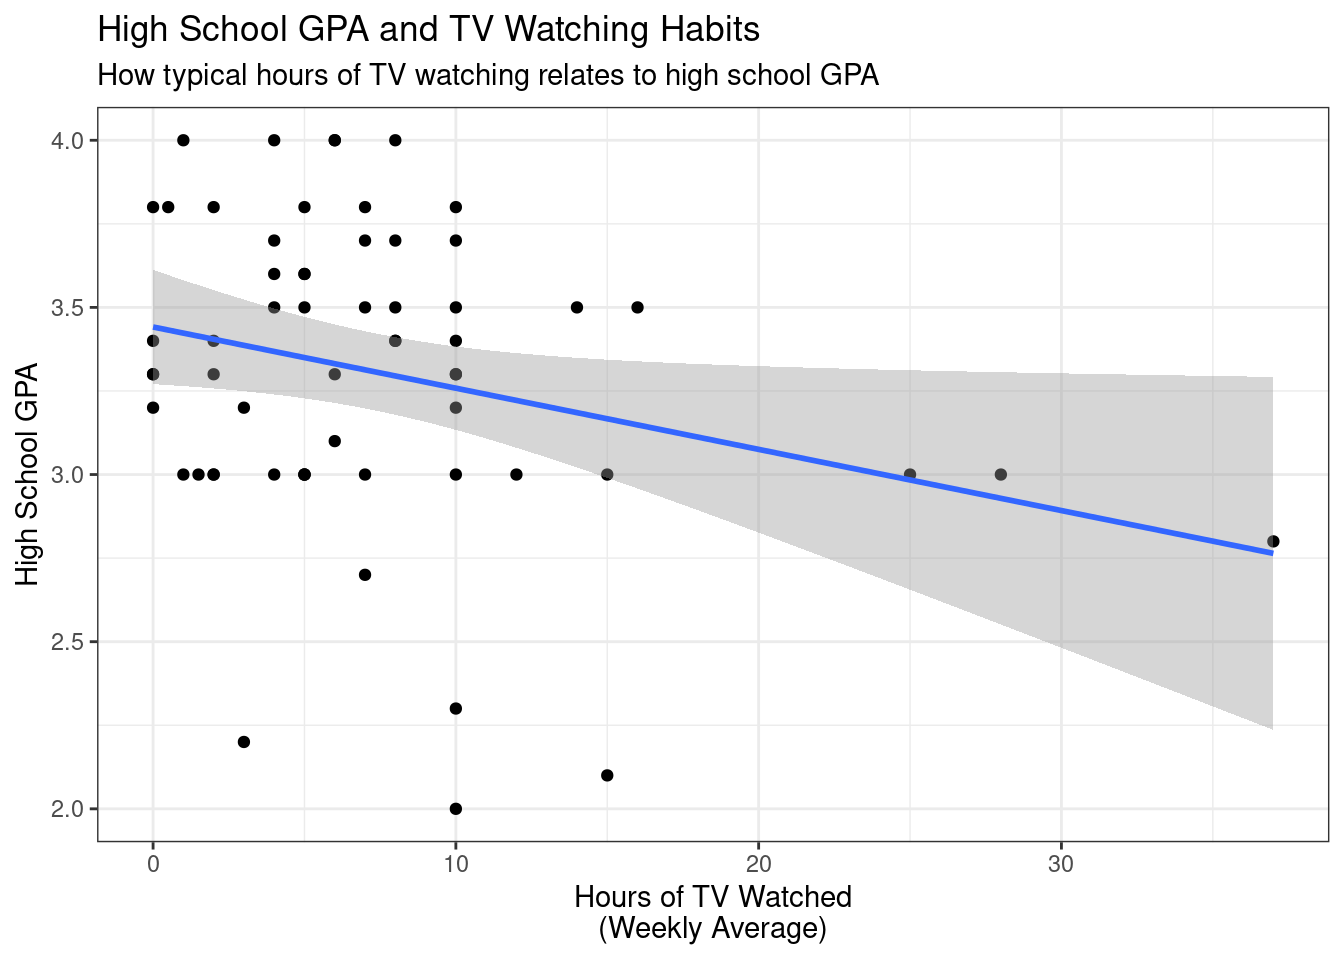 High School GPA and TV Watching Habits
How typical hours of TV watching relates to high school GPA
High School GPA
4.0
3.5
3.0
2.5
2.0
0
10
20
30
Hours of TV Watched
(Weekly Average)